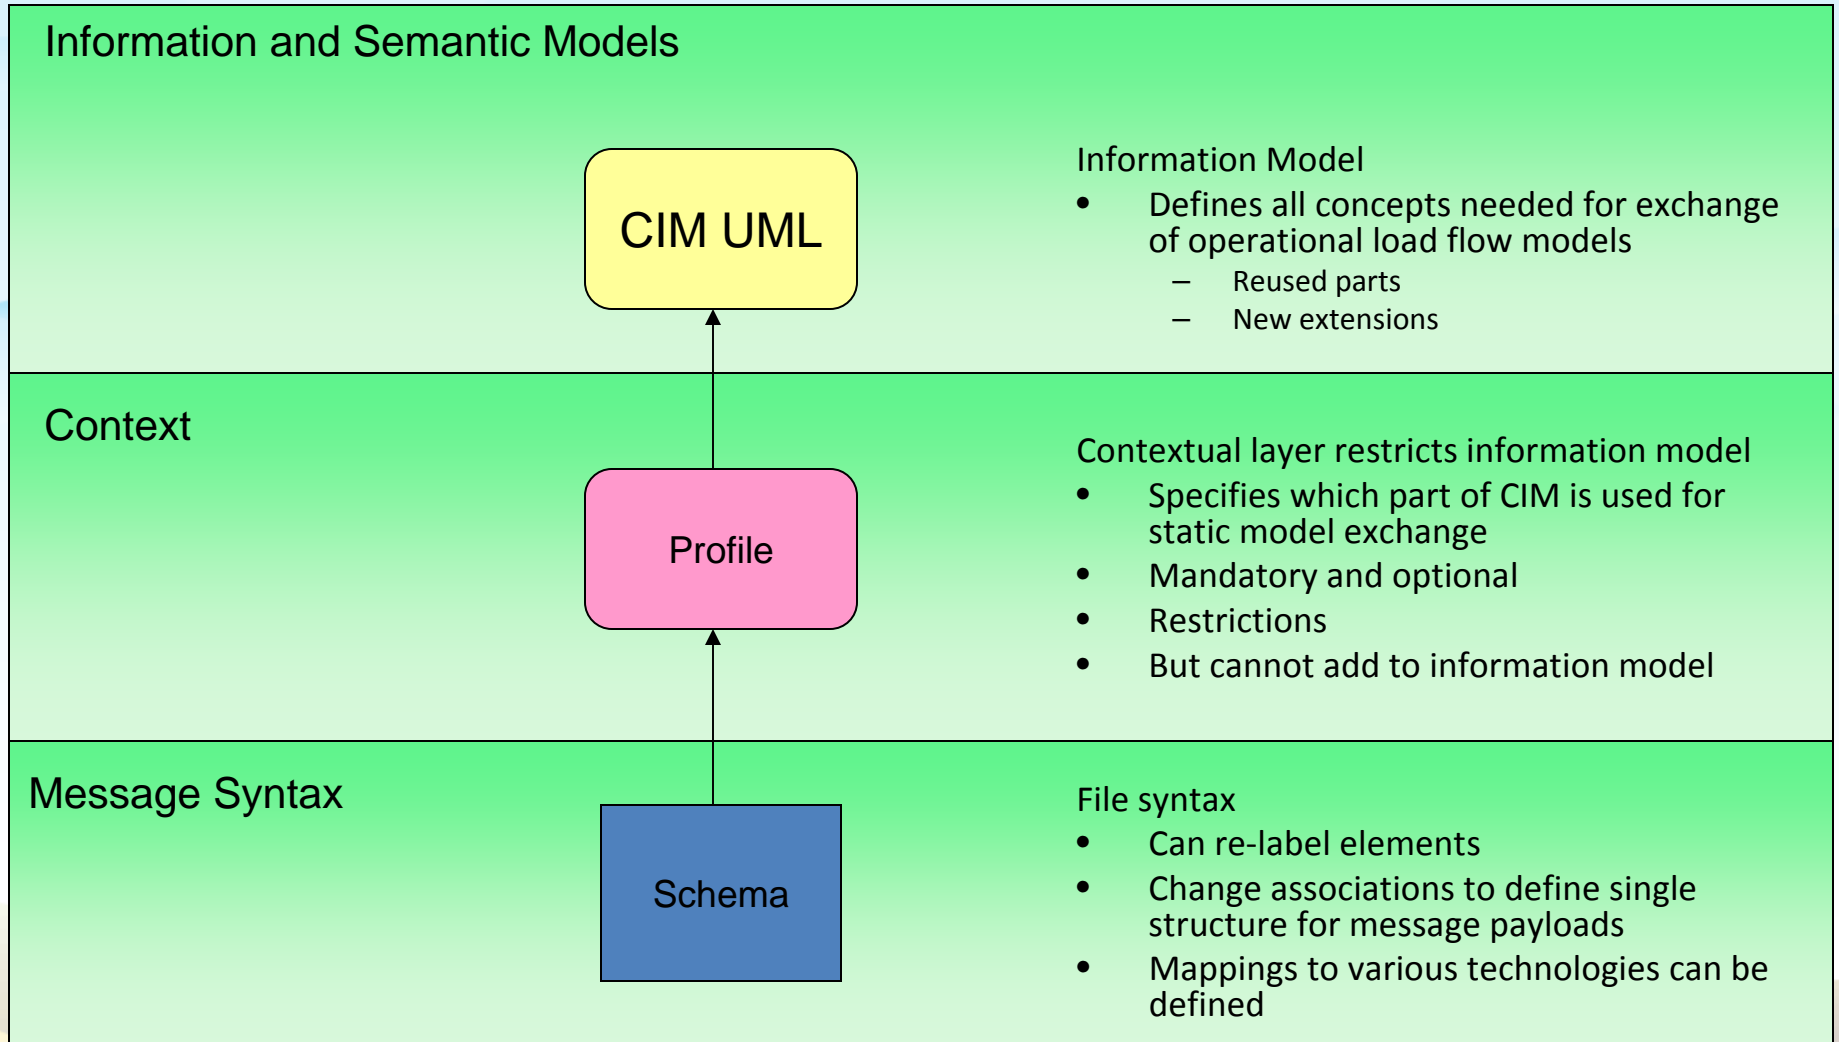 Information and Semantic Models
CIM UML
Information Model
• Defines all concepts needed for exchange
of operational load flow models
– Reused parts
– New extensions
Context
Profile
Contextual layer restricts information model
• Specifies which part of CIM is used for
static model exchange
• Mandatory and optional
• Restrictions
• But cannot add to information model
Message Syntax
Schema
File syntax
• Can re-label elements
• Change associations to define single
structure for message payloads
• Mappings to various technologies can be
defined